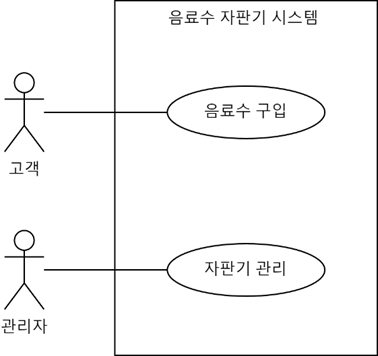 음료수 자판기 시스템
음료수 구입
고객
자판기 관리
관리자